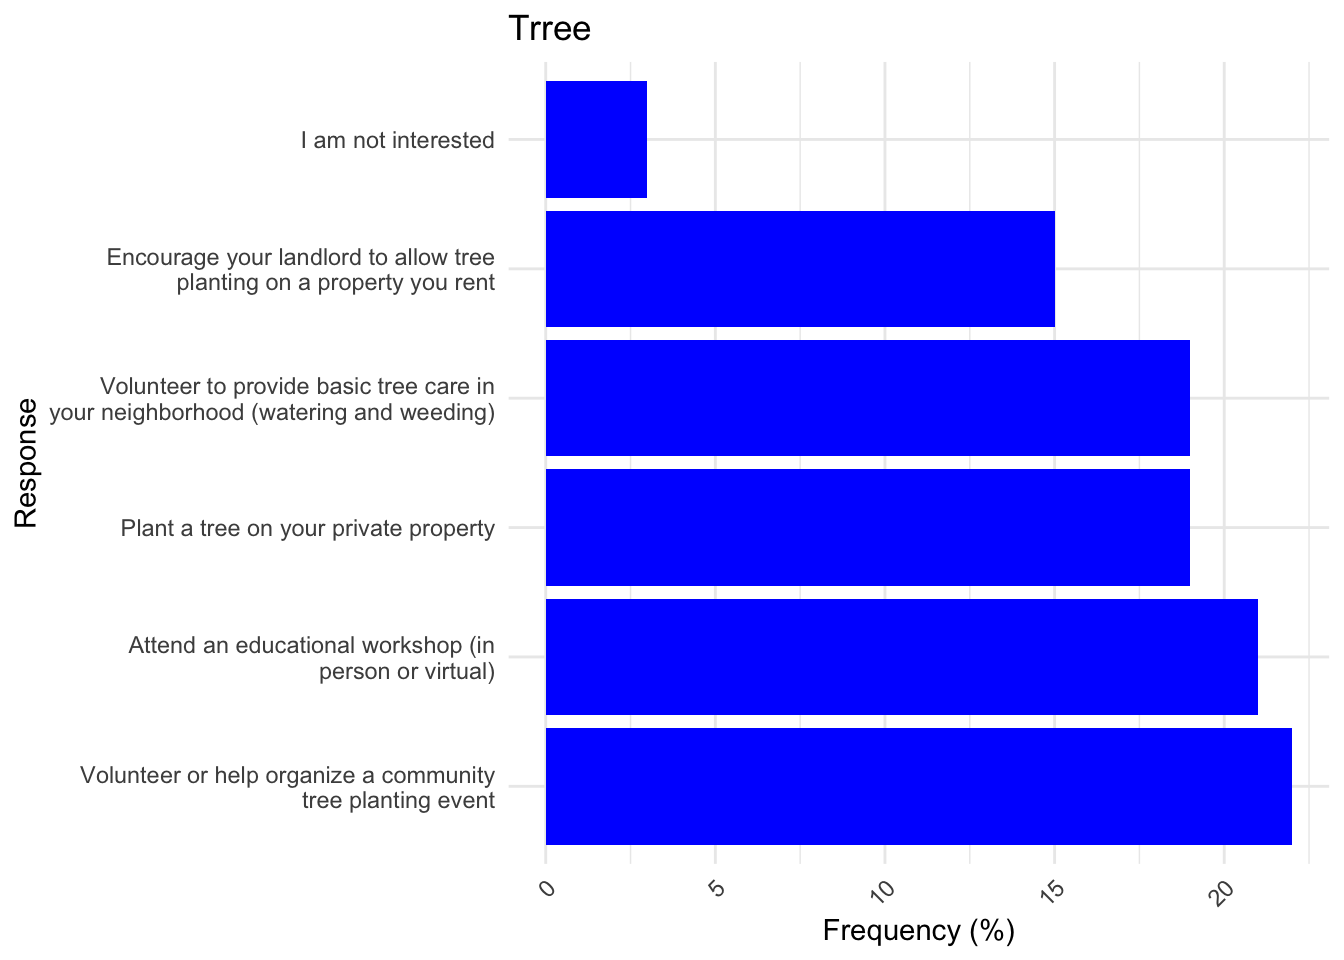 Trree
I am not interested
Encourage your landlord to allow tree
planting on a property you rent
Volunteer to provide basic tree care in
your neighborhood (watering and weeding)
Plant a tree on your private property
Attend an educational workshop (in
person or virtual)
Volunteer or help organize a community
tree planting event
Response
0
5
10
15
20
Frequency (%)